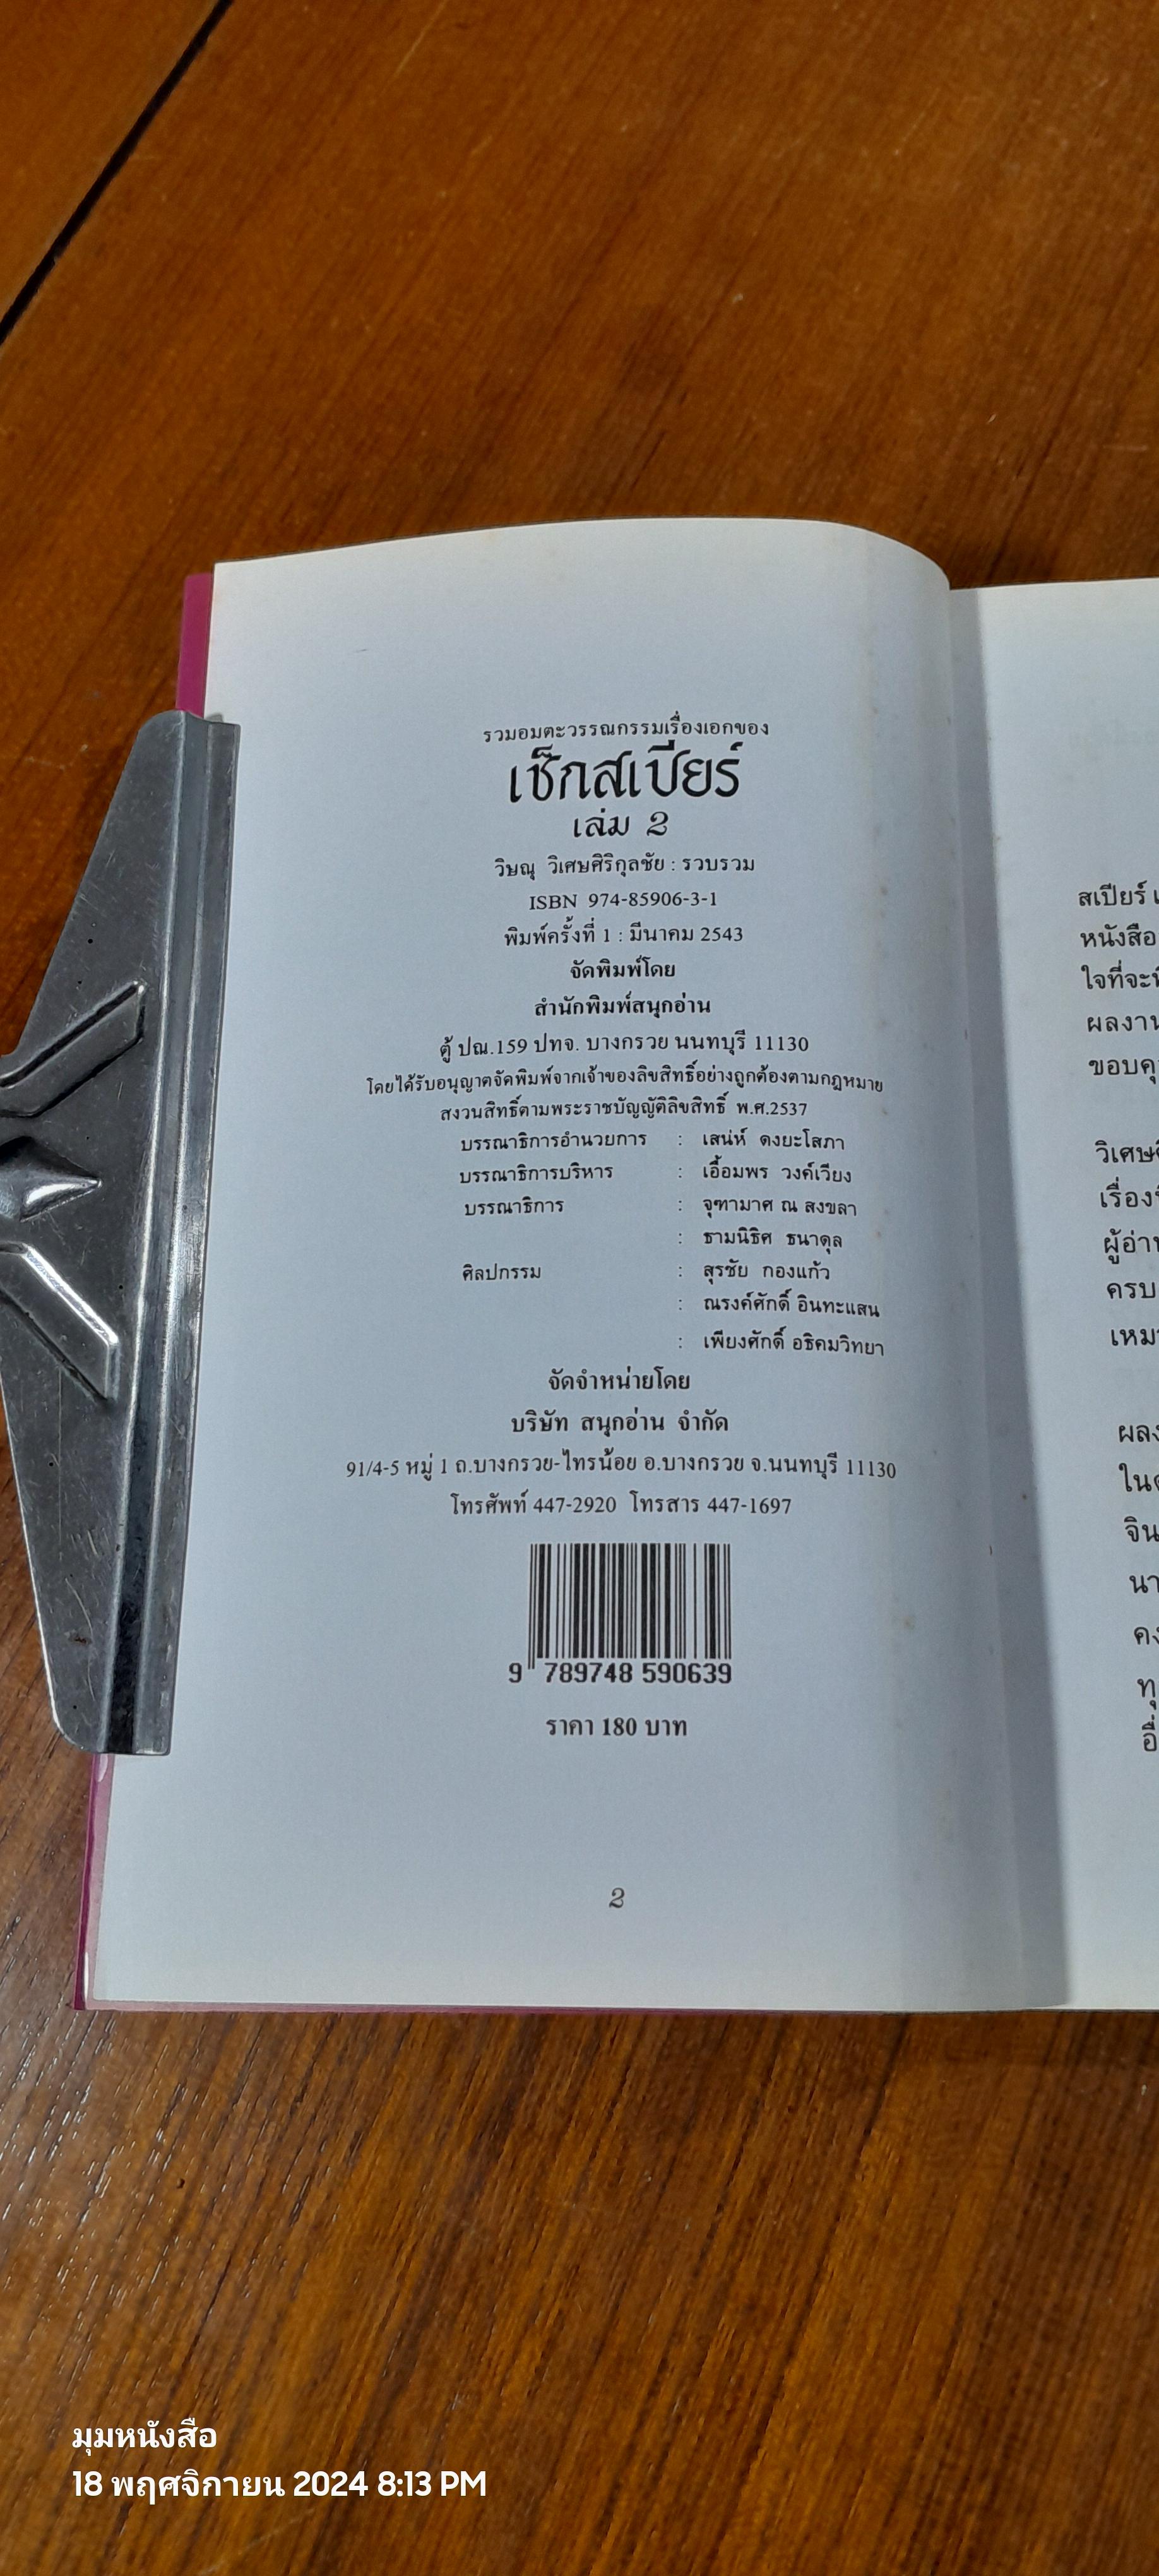 รวมอมตะวรรณกรรมเรื่องเอกของ
เช็กสเปียร์
เล่ม 2
วิษณุ วิเศษศิริกุลชัย : รวบรวม
ISBN 974-85906-3-1
พิมพ์ครั้งที่ 1 : มีนาคม 2543
จัดพิมพ์โดย
สำนักพิมพ์สนุกอ่าน
ตู้ ปณ.159 ปทจ. บางกรวย นนทบุรี 11130
โดยได้รับอนุญาตจัดพิมพ์จากเจ้าของลิขสิทธิ์อย่างถูกต้องตามกฎหมาย
สงวนสิทธิ์ตามพระราชบัญญัติลิขสิทธิ์ พ.ศ.2537
บรรณาธิการอำนวยการ : เสน่ห์ ดงยะโสภา
บรรณาธิการบริหาร : เอื้อมพร วงค์เวียง
บรรณาธิการ : จุฑามาศ ณ สงขลา
: ธามนิธิศ ธนาดุล
ศิลปกรรม : สุรชัย กองแก้ว
: ณรงค์ศักดิ์ อินทะแสน
: เพียงศักดิ์ อธิคมวิทยา
จัดจำหน่ายโดย
บริษัท สนุกอ่าน จำกัด
91/4-5 หมู่ 1 ถ.บางกรวย-ไทรน้อย อ.บางกรวย จ.นนทบุรี 11130
โทรศัพท์ 447-2920 โทรสาร 447-1697
9 789748 590639
ราคา 180 บาท
2
สเปียร์
หนังสือ
ใจที่จะ
ผลงาน
ครบ
ผลง
จิน
นา
คง
มุมหนังสือ
18 พฤศจิกายน 2024 8:13 PM